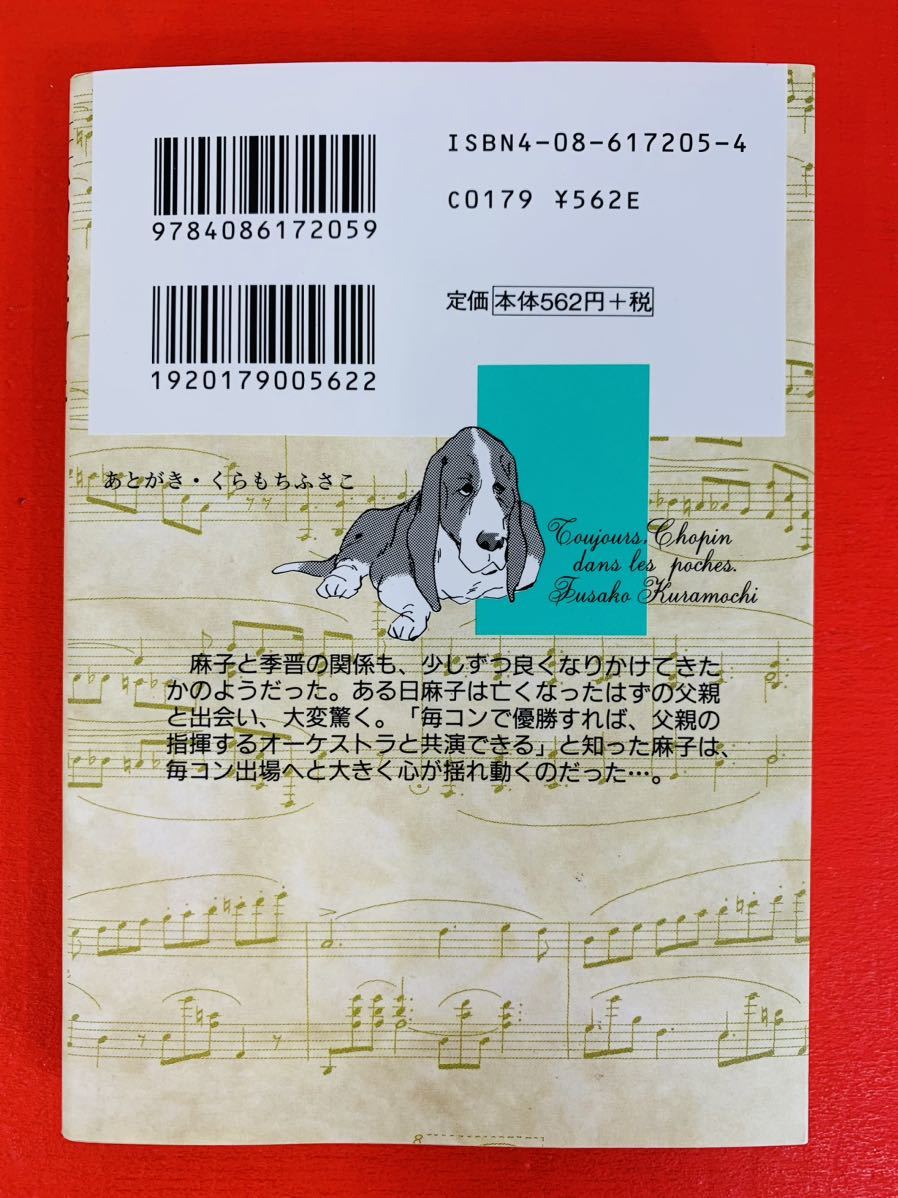 ISBN4-08-617205-4
9784086172059
C0179 ¥562E
定価 本体562円+税
1920179005622
あとがき・くらもちふさこ
Toujours. Chopin
dans les poches.
Fusako Kuramochi
麻子と季晋の関係も、少しずつ良くなりかけてきた
かのようだった。ある日麻子は亡くなったはずの父親
と出会い、大変驚く。「毎コンで優勝すれば、父親の
指揮するオーケストラと共演できる」と知った麻子は、
毎コン出場へと大きく心が揺れ動くのだった…。
8